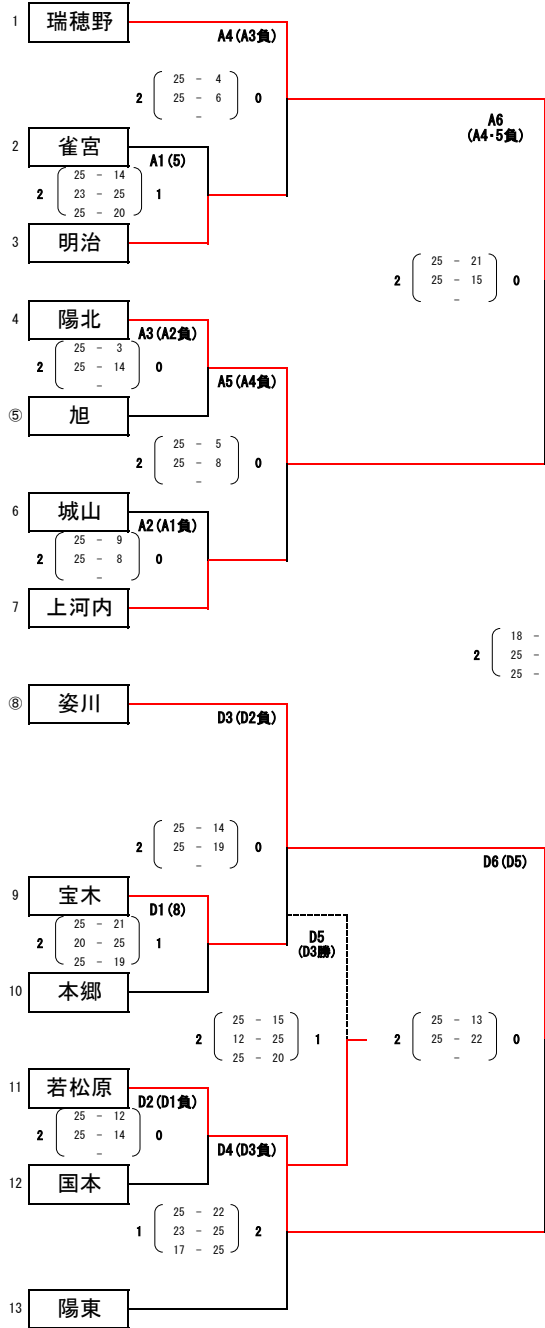 1 瑞穂野
A4(A3負)
25 - 4
2 25 - 6 0
-
A6
(A4・5負)
2 雀宮
A1(5)
25 - 14
2 23 - 25 1
25 - 20
3 明治
25 - 21
2 25 - 15 0
-
4 陽北
A3(A2負)
25 - 3
2 25 - 14 0
-
A5(A4負)
⑤ 旭
25 - 5
2 25 - 8 0
-
6 城山
A2(A1負)
25 - 9
2 25 - 8 0
-
7 上河内
18 -
2 25 -
25 -
⑧ 姿川
D3(D2負)
25 - 14
2 25 - 19 0
-
D6(D5)
9 宝木
D1(8)
25 - 21
2 20 - 25 1
25 - 19
D5
(D3勝)
10 本郷
25 - 15
2 12 - 25 1
25 - 20
25 - 13
2 25 - 22 0
-
11 若松原
D2(D1負)
25 - 12
2 25 - 14 0
-
D4(D3負)
12 国本
25 - 22
1 23 - 25 2
17 - 25
13 陽東